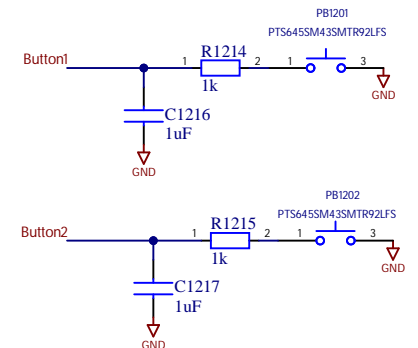 PB1201
PTS645SM43SMTR92LFS
Button1
1 R1214 2 1 3
1k
GND
C1216
1uF
GND
PB1202
PTS645SM43SMTR92LFS
Button2
1 R1215 2 1 3
1k
GND
C1217
1uF
GND